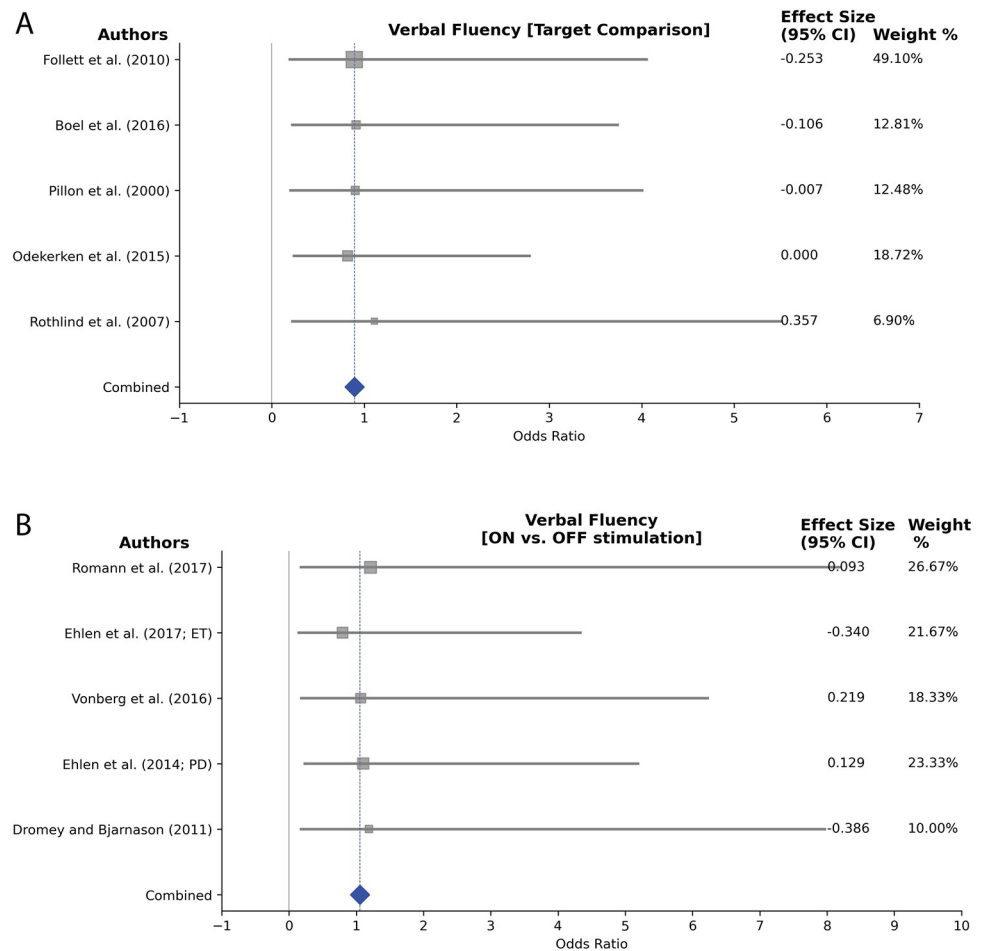 A
Authors Verbal Fluency [Target Comparison] Effect Size
(95% CI) Weight %
Follett et al. (2010) -0.253 49.10%
Boel et al. (2016) -0.106 12.81%
Pillon et al. (2000) -0.007 12.48%
Odekerken et al. (2015) 0.000 18.72%
Rothlind et al. (2007) 0.357 6.90%
Combined
−1 0 1 2 3 4 5 6 7
Odds Ratio
B
Authors Verbal Fluency
[ON vs. OFF stimulation] Effect Size
(95% CI) Weight
%
Romann et al. (2017) 0.093 26.67%
Ehlen et al. (2017; ET) -0.340 21.67%
Vonberg et al. (2016) 0.219 18.33%
Ehlen et al. (2014; PD) 0.129 23.33%
Dromey and Bjarnason (2011) -0.386 10.00%
Combined
−1 0 1 2 3 4 5 6 7 8 9 10
Odds Ratio